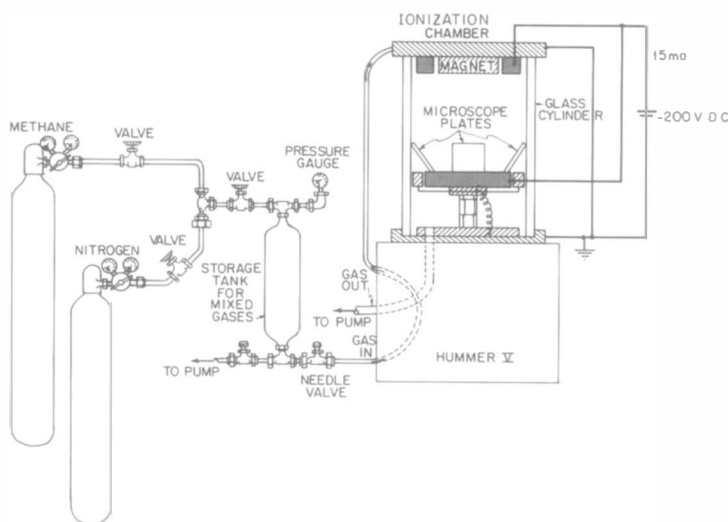 IONIZATION
CHAMBER
MAGNET
15ma
GLASS
CYLINDER
-200 V D C
MICROSCOPE
PLATES
METHANE
VALVE
PRESSURE
GAUGE
VALVE
VALVE
NITROGEN
STORAGE
TANK
FOR
MIXED
GASES
GAS
OUT
TO PUMP
GAS
IN
TO PUMP
NEEDLE
VALVE
HUMMER V